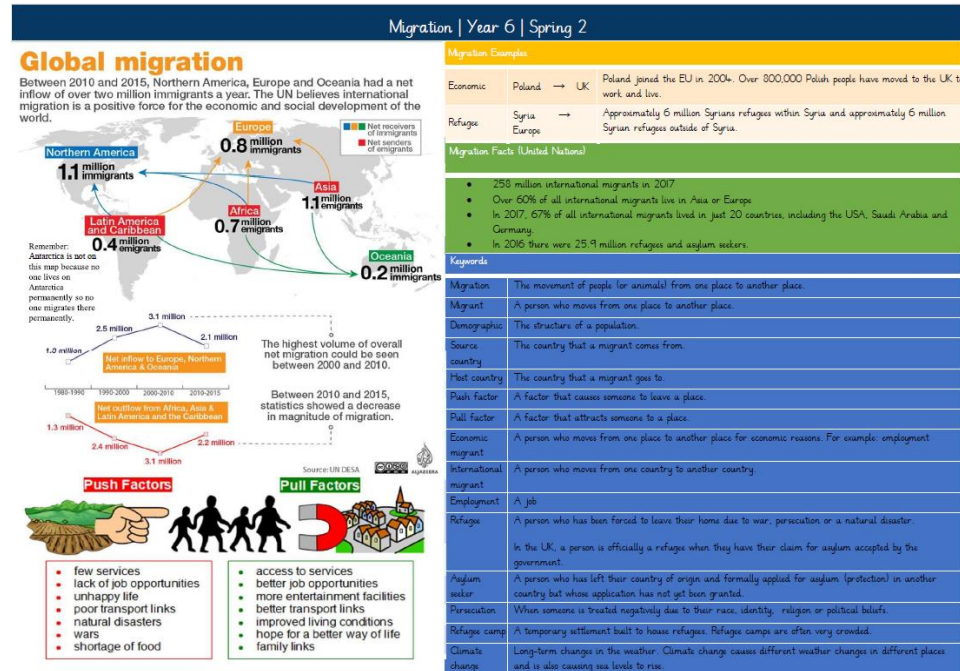 Migration | Year 6 | Spring 2
Global migration
Between 2010 and 2015, Northern America, Europe and Oceania had a net
inflow of over two million immigrants a year. The UN believes international
migration is a positive force for the economic and social development of the
world.
Net receivers
of immigrants
Net senders
of emigrants
Europe
0.8 million
immigrants
Northern America
1.1 million
immigrants
Asia
1.1 million
emigrants
Africa
0.7 million
emigrants
Latin America
and Caribbean
0.4 million
emigrants
Oceania
0.2 million
immigrants
Remember:
Antarctica is not on
this map because no
one lives on
Antarctica
permanently so no
one migrates there
permanently.
3.1 million
2.5 million
2.1 million
Net inflow to Europe, Northern
America & Oceania
The highest volume of overall
net migration could be seen
between 2000 and 2010.
1980-1990 1990-2000 2000-2010 2010-2015
Net outflow from Africa, Asia &
Latin America and the Caribbean
1.3 million
2.4 million
3.1 million
2.2 million
Between 2010 and 2015,
statistics showed a decrease
in magnitude of migration.
Source: UN DESA
ALJAZEERA
Push Factors
Pull Factors
few services
lack of job opportunities
unhappy life
poor transport links
natural disasters
wars
shortage of food
access to services
better job opportunities
more entertainment facilities
better transport links
improved living conditions
hope for a better way of life
family links
Migration Examples
Economic
Poland → UK
Poland joined the EU in 2004. Over 800,000 Polish people have moved to the UK t
work and live.
Refugee
Syria →
Europe
Approximately 6 million Syrians refugees within Syria and approximately 6 million
Syrian refugees outside of Syria.
Migration Facts (United Nations)
258 million international migrants in 2017
Over 60% of all international migrants live in Asia or Europe
In 2017, 67% of all international migrants lived in just 20 countries, including the USA, Saudi Arabia and
Germany.
In 2016 there were 25.9 million refugees and asylum seekers.
Keywords
Migration
The movement of people (or animals) from one place to another place.
Migrant
A person who moves from one place to another place.
Demographic
The structure of a population.
Source
country
The country that a migrant comes from.
Host country
The country that a migrant goes to.
Push factor
A factor that causes someone to leave a place.
Pull factor
A factor that attracts someone to a place.
Economic
migrant
A person who moves from one place to another place for economic reasons. For example: employment
International
migrant
A person who moves from one country to another country.
Employment
A job
Refugee
A person who has been forced to leave their home due to war, persecution or a natural disaster.
In the UK, a person is officially a refugee when they have their claim for asylum accepted by the
government.
Asylum
seeker
A person who has left their country of origin and formally applied for asylum (protection) in another
country but whose application has not yet been granted.
Persecution
When someone is treated negatively due to their race, identity, religion or political beliefs.
Refugee camp
A temporary settlement built to house refugees. Refugee camps are often very crowded.
Climate
change
Long-term changes in the weather. Climate change causes different weather changes in different places
and is also causing sea levels to rise.